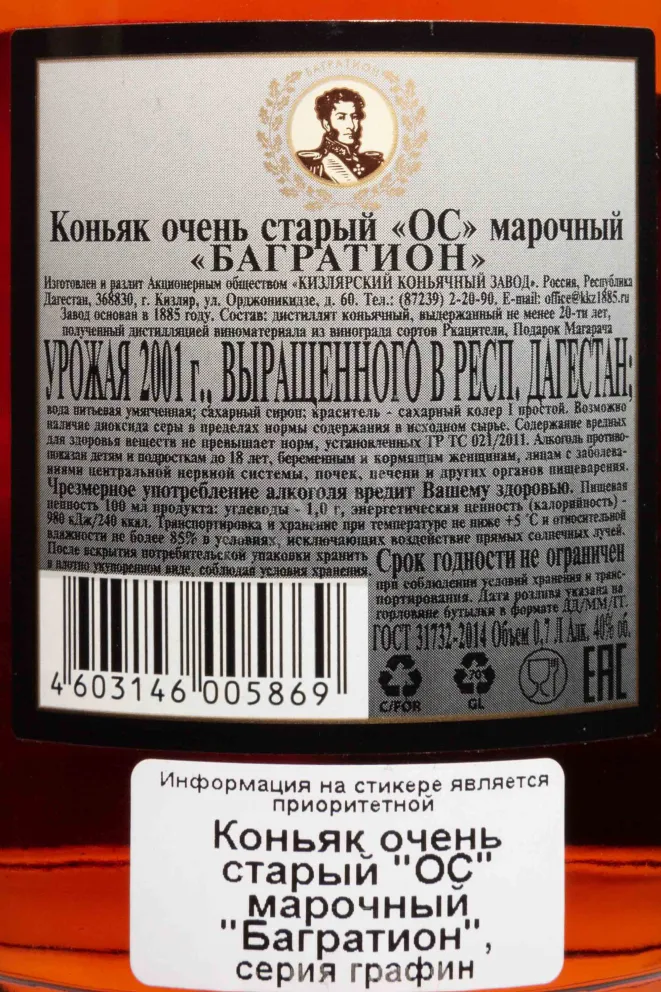 БАГРАТИОН
Коньяк очень старый «ОС» марочный
«БАГРАТИОН»
Изготовлен и разлит Акционерным обществом «КИЗЛЯРСКИЙ КОНЬЯЧНЫЙ ЗАВОД». Россия, Республика
Дагестан, 368830, г. Кизляр, ул. Орджоникидзе, д. 60. Тел.: (87239) 2-20-90. E-mail: office@kkz1885.ru
Завод основан в 1885 году. Состав: дистиллят коньячный, выдержанный не менее 20-ти лет,
полученный дистилляцией виноматериала из винограда сортов Ркацители, Подарок Магарача
УРОЖАЯ 2001 г., ВЫРАЩЕННОГО В РЕСП. ДАГЕСТАН;
вода питьевая умягченная; сахарный сироп; краситель - сахарный колер I простой. Возможно
наличие диоксида серы в пределах нормы содержания в исходном сырье. Содержание вредных
для здоровья веществ не превышает норм, установленных ТР ТС 021/2011. Алкоголь противо-
показан детям и подросткам до 18 лет, беременным и кормящим женщинам, лицам с заболева-
ниями центральной нервной системы, почек, печени и других органов пищеварения.
Чрезмерное употребление алкоголя вредит Вашему здоровью. Пищевая
ценность 100 мл продукта: углеводы - 1,0 г, энергетическая ценность (калорийность) -
980 кДж/240 ккал. Транспортировка и хранение при температуре не ниже +5 °С и относительной
влажности не более 85% в условиях, исключающих воздействие прямых солнечных лучей.
После вскрытия потребительской упаковки хранить
в плотно укупоренном виде, соблюдая условия хранения.
Срок годности не ограничен
при соблюдении условий хранения и транс-
портирования. Дата розлива указана на
горловине бутылки в формате ДД/ММ/ГГ.
ГОСТ 31732-2014 Объем 0,7 Л Алк. 40% об.
4 603146 005869
C/FOR
70
GL
EAC
Информация на стикере является
приоритетной
Коньяк очень
старый "ОС"
марочный
"Багратион",
серия графин